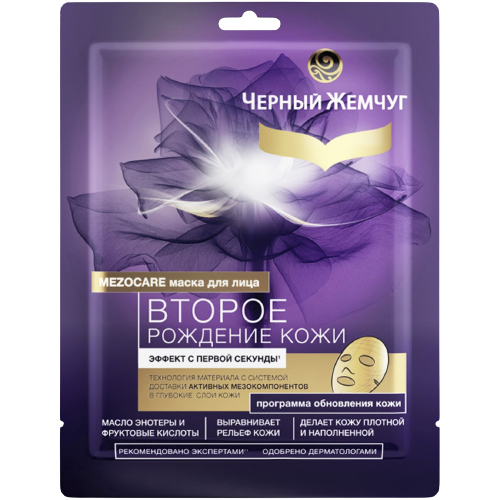 ЧЕРНЫЙ ЖЕМЧУГ
MEZOCARE маска для лица
ВТОРОЕ
РОЖДЕНИЕ КОЖИ
ЭФФЕКТ С ПЕРВОЙ СЕКУНДЫ¹
ТЕХНОЛОГИЯ МАТЕРИАЛА С СИСТЕМОЙ
ДОСТАВКИ АКТИВНЫХ МЕЗОКОМПОНЕНТОВ
В ГЛУБОКИЕ СЛОИ КОЖИ
программа обновления кожи
МАСЛО ЭНОТЕРЫ И
ФРУКТОВЫЕ КИСЛОТЫ
ВЫРАВНИВАЕТ
РЕЛЬЕФ КОЖИ
ДЕЛАЕТ КОЖУ ПЛОТНОЙ
И НАПОЛНЕННОЙ
РЕКОМЕНДОВАНО ЭКСПЕРТАМИ** ОДОБРЕНО ДЕРМАТОЛОГАМИ